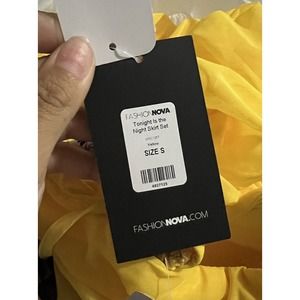 FASHIONNOVA
Tonight Is the
Night Skirt Set
Yellow
SIZE S
FASHIONNOVA.COM